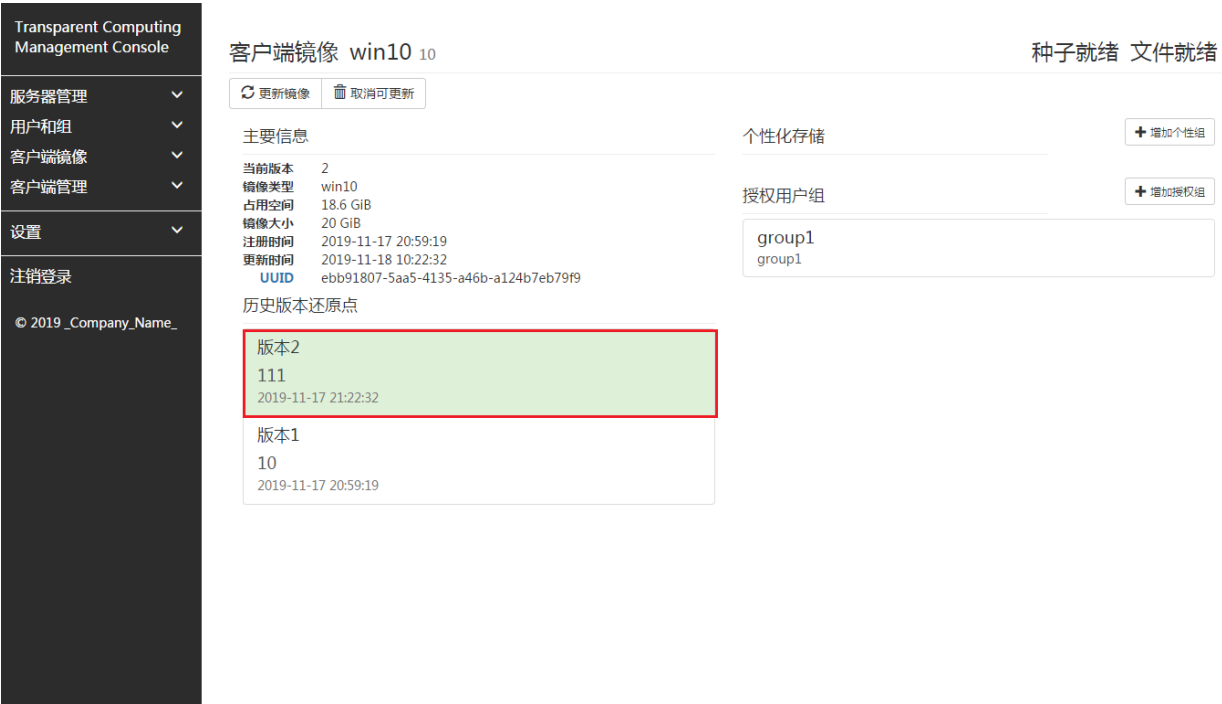 Transparent Computing
Management Console
服务器管理
用户和组
客户端镜像
客户端管理
设置
注销登录
© 2019 _Company_Name_
客户端镜像 win10 10
种子就绪 文件就绪
更新镜像 取消可更新
主要信息
当前版本 2
镜像类型 win10
占用空间 18.6 GiB
镜像大小 20 GiB
注册时间 2019-11-17 20:59:19
更新时间 2019-11-18 10:22:32
UUID ebb91807-5aa5-4135-a46b-a124b7eb79f9
历史版本还原点
版本2
111
2019-11-17 21:22:32
版本1
10
2019-11-17 20:59:19
个性化存储
增加个性组
授权用户组
增加授权组
group1
group1